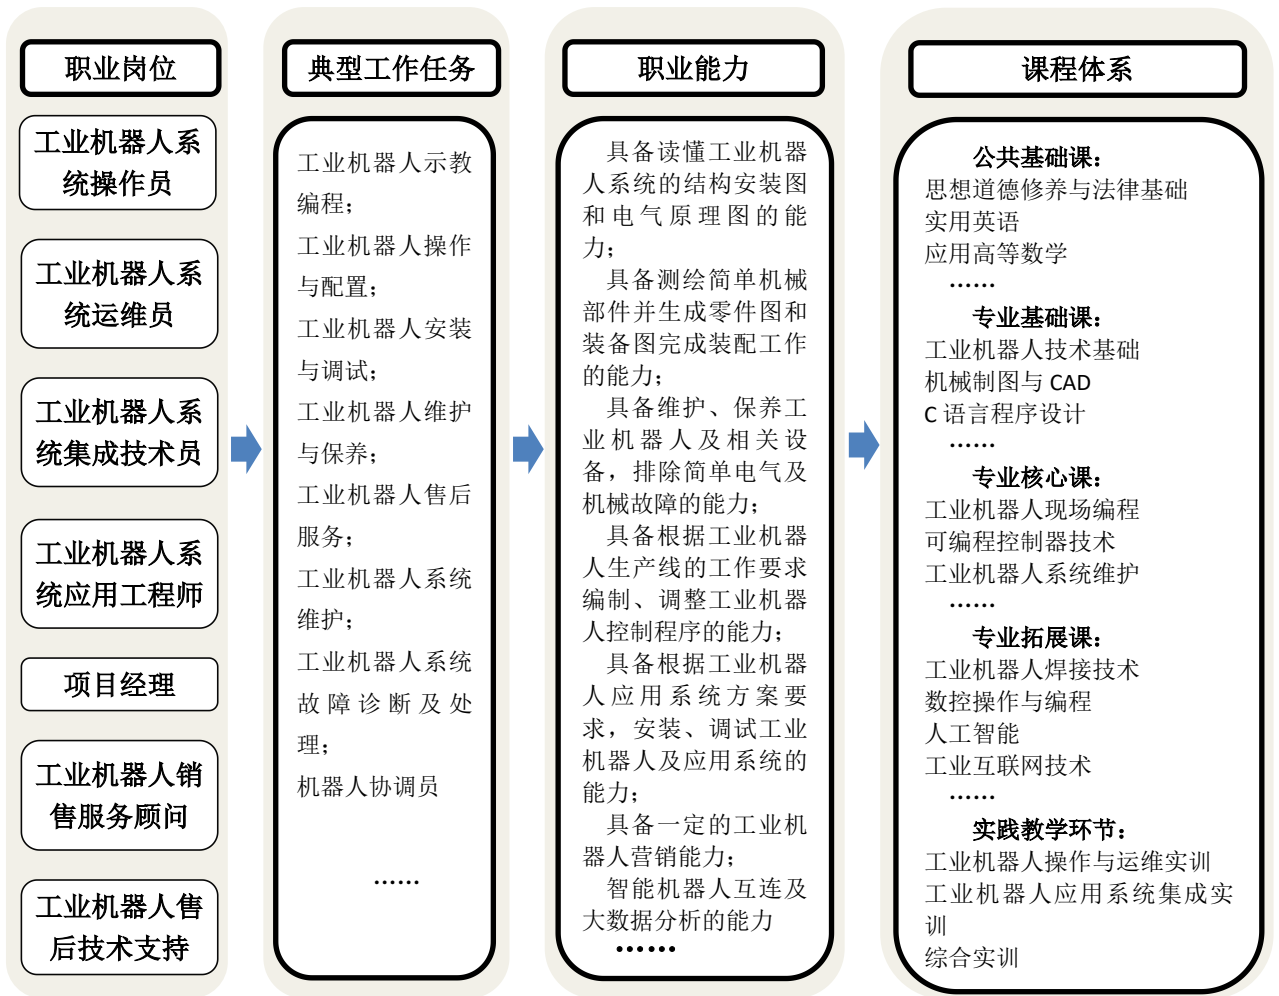 职业岗位
工业机器人系
统操作员
工业机器人系
统运维员
工业机器人系
统集成技术员
工业机器人系
统应用工程师
项目经理
工业机器人销
售服务顾问
工业机器人售
后技术支持
典型工作任务
工业机器人示教
编程；
工业机器人操作
与配置；
工业机器人安装
与调试；
工业机器人维护
与保养；
工业机器人售后
服务；
工业机器人系统
维护；
工业机器人系统
故障诊断及处
理；
机器人协调员
……
职业能力
具备读懂工业机器
人系统的结构安装图
和电气原理图的能
力；
具备测绘简单机械
部件并生成零件图和
装备图完成装配工作
的能力；
具备维护、保养工
业机器人及相关设
备，排除简单电气及
机械故障的能力；
具备根据工业机器
人生产线的工作要求
编制、调整工业机器
人控制程序的能力；
具备根据工业机器
人应用系统方案要
求，安装、调试工业
机器人及应用系统的
能力；
具备一定的工业机
器人营销能力；
智能机器人互连及
大数据分析的能力
……
课程体系
公共基础课：
思想道德修养与法律基础
实用英语
应用高等数学
……
专业基础课：
工业机器人技术基础
机械制图与 CAD
C 语言程序设计
……
专业核心课：
工业机器人现场编程
可编程控制器技术
工业机器人系统维护
……
专业拓展课：
工业机器人焊接技术
数控操作与编程
人工智能
工业互联网技术
……
实践教学环节：
工业机器人操作与运维实训
工业机器人应用系统集成实
训
综合实训